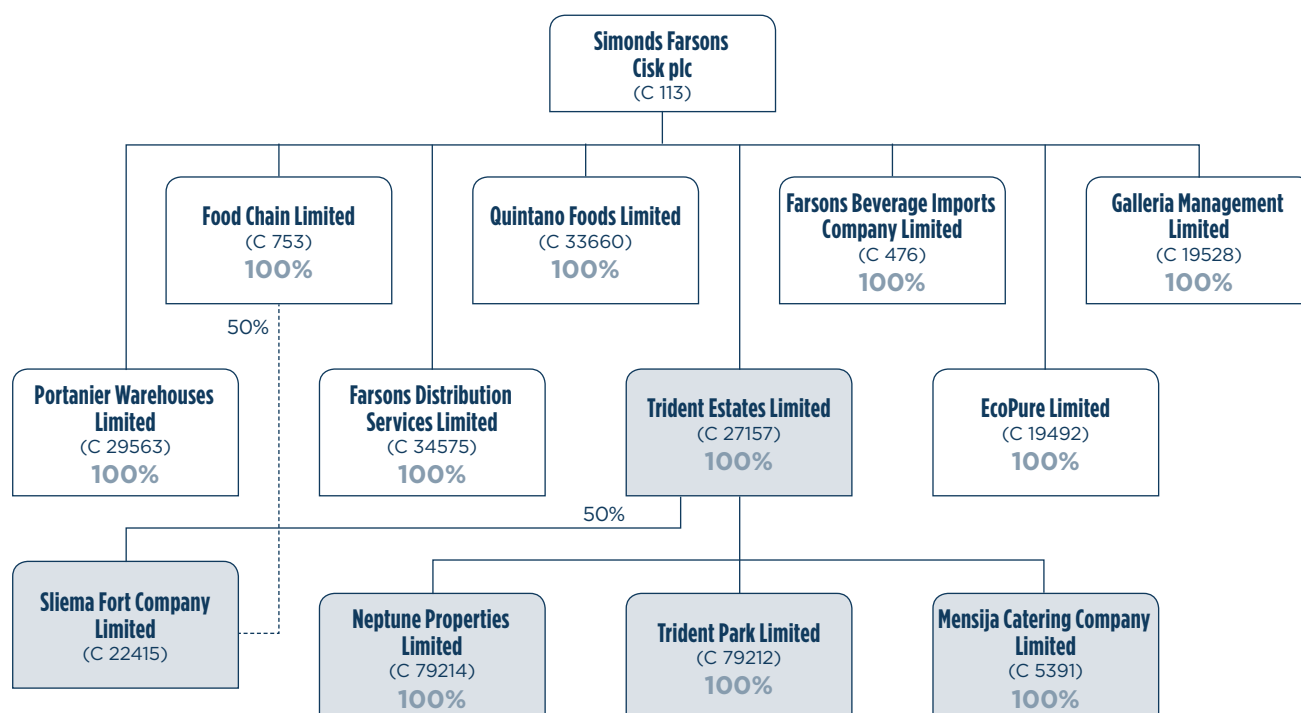 Simonds Farsons
Cisk plc
(C 113)
Food Chain Limited
(C 753)
100%
Quintano Foods Limited
(C 33660)
100%
Farsons Beverage Imports
Company Limited
(C 476)
100%
Galleria Management
Limited
(C 19528)
100%
50%
Portanier Warehouses
Limited
(C 29563)
100%
Farsons Distribution
Services Limited
(C 34575)
100%
Trident Estates Limited
(C 27157)
100%
EcoPure Limited
(C 19492)
100%
50%
Sliema Fort Company
Limited
(C 22415)
Neptune Properties
Limited
(C 79214)
100%
Trident Park Limited
(C 79212)
100%
Mensija Catering Company
Limited
(C 5391)
100%